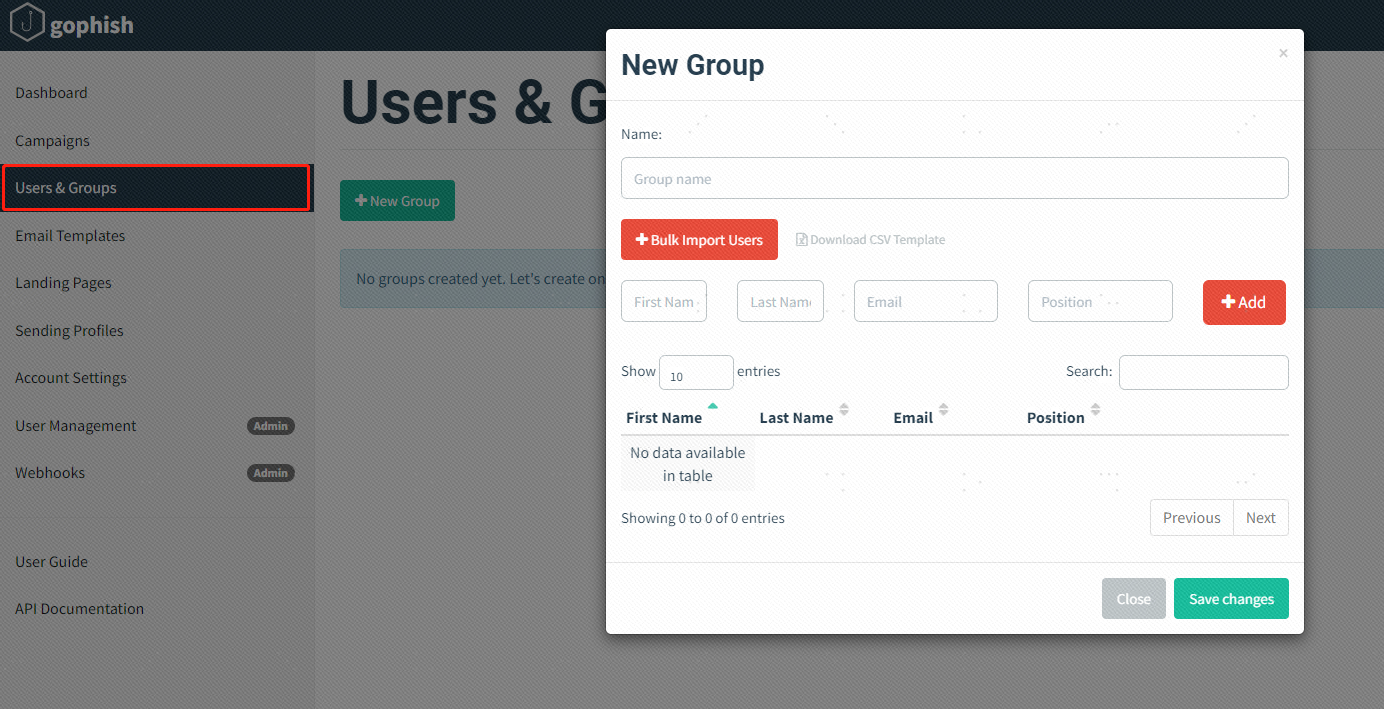 gophish
New Group
×
Dashboard
Users & G
Name:
Campaigns
Group name
Users & Groups
New Group
Email Templates
Bulk Import Users
Download CSV Template
No groups created yet. Let's create on
Landing Pages
First Nam
Last Name
Email
Position
Add
Sending Profiles
Account Settings
Show 10 entries
Search:
User Management Admin
First Name
Last Name
Email
Position
Webhooks Admin
No data available
in table
Showing 0 to 0 of 0 entries
Previous
Next
User Guide
Close
Save changes
API Documentation